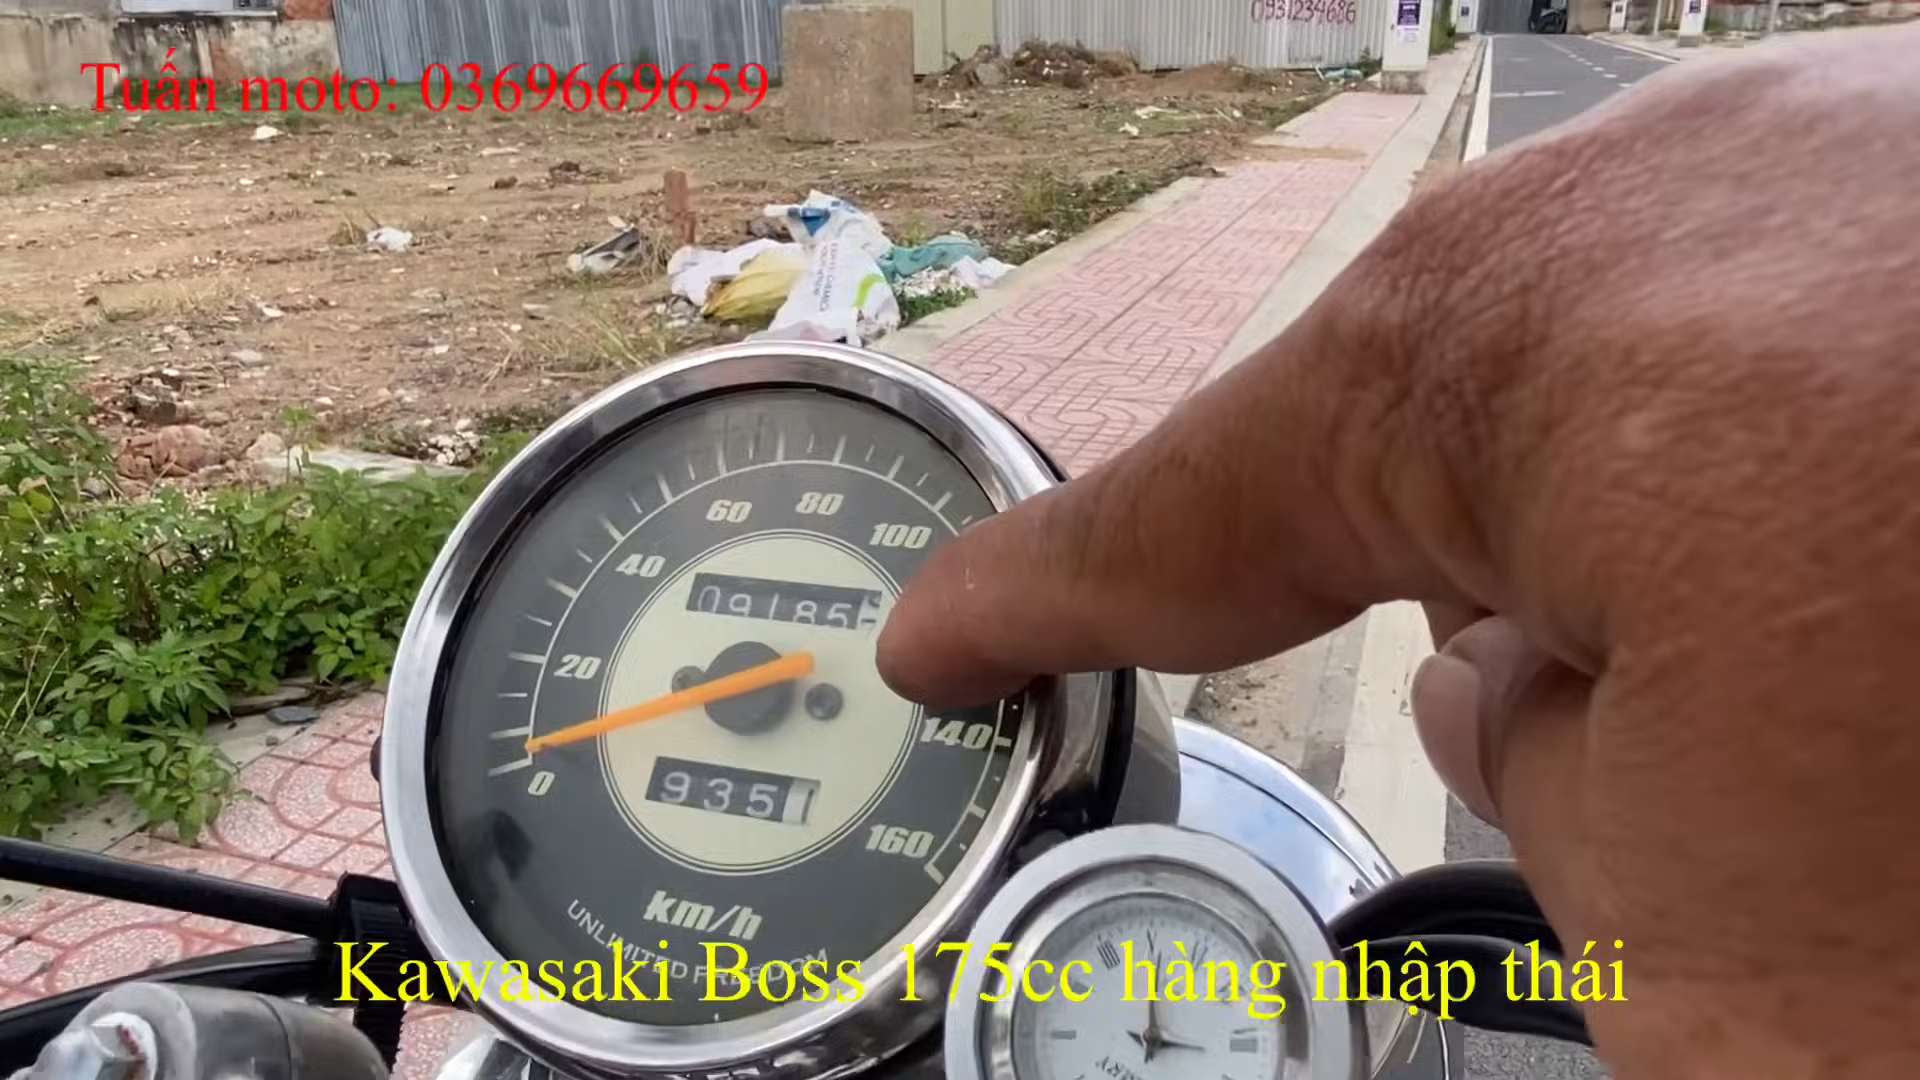 0931234686
Tuấn moto: 0369669659
60 80
100
40
09185
20
140
0
935
160
km/h
UNLIMITED FREEDOM
Kawasaki Boss 175cc hàng nhập thái